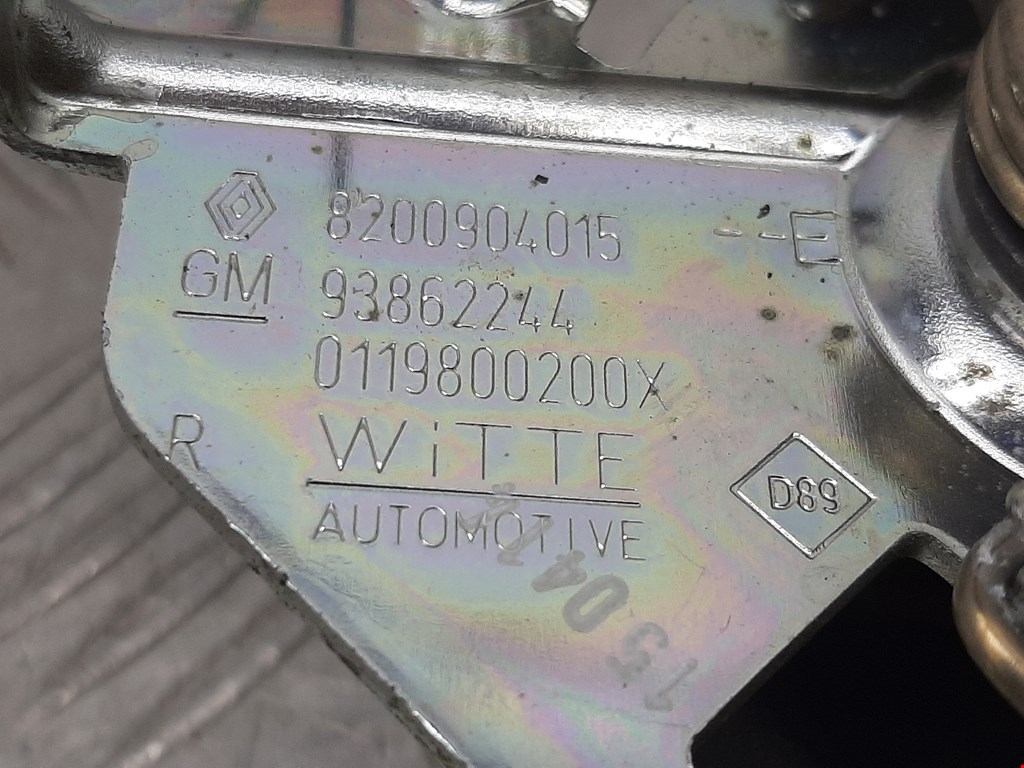 8200904015 --E
GM 93862244
0119800200X
R WiTTE
AUTOMOTIVE
D89